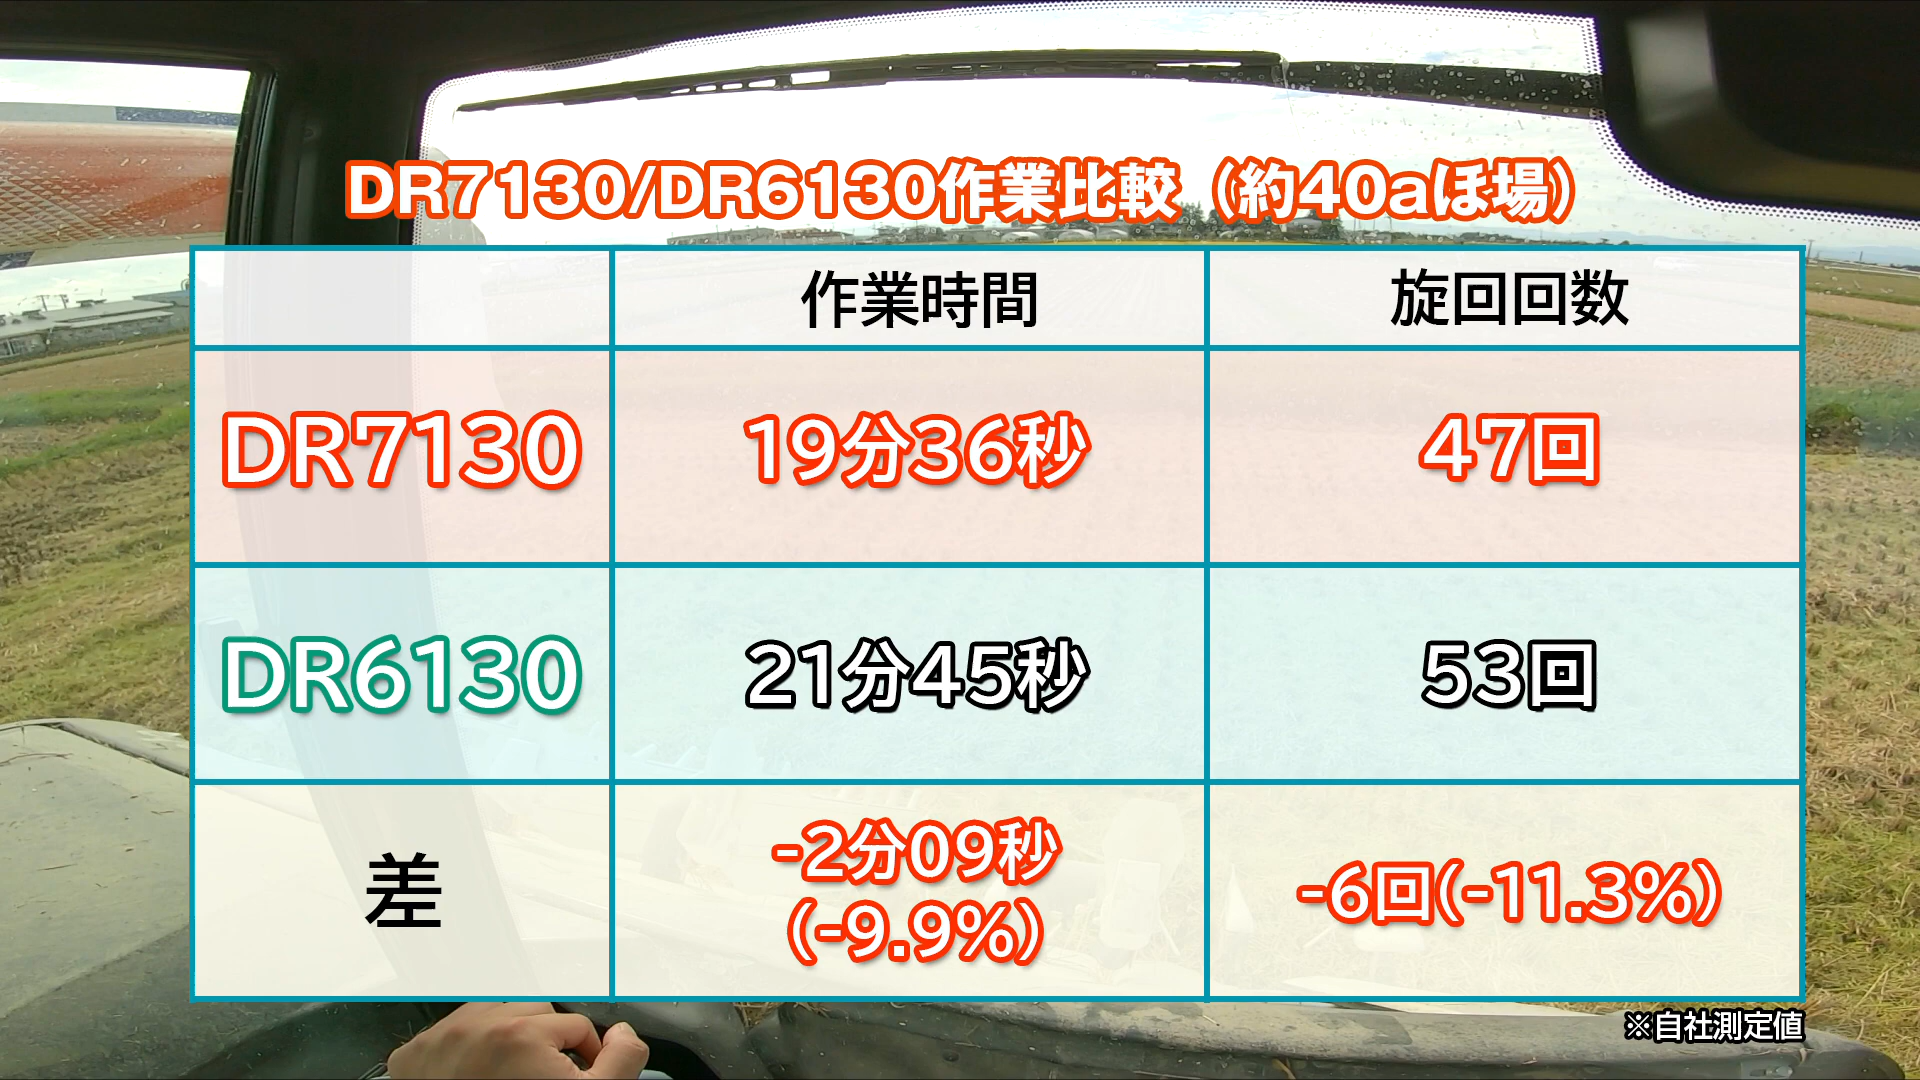 DR7130/DR6130作業比較（約40aほ場）
作業時間 旋回回数
DR7130 19分36秒 47回
DR6130 21分45秒 53回
差 -2分09秒 (-9.9%) -6回(-11.3%)
※自社測定値